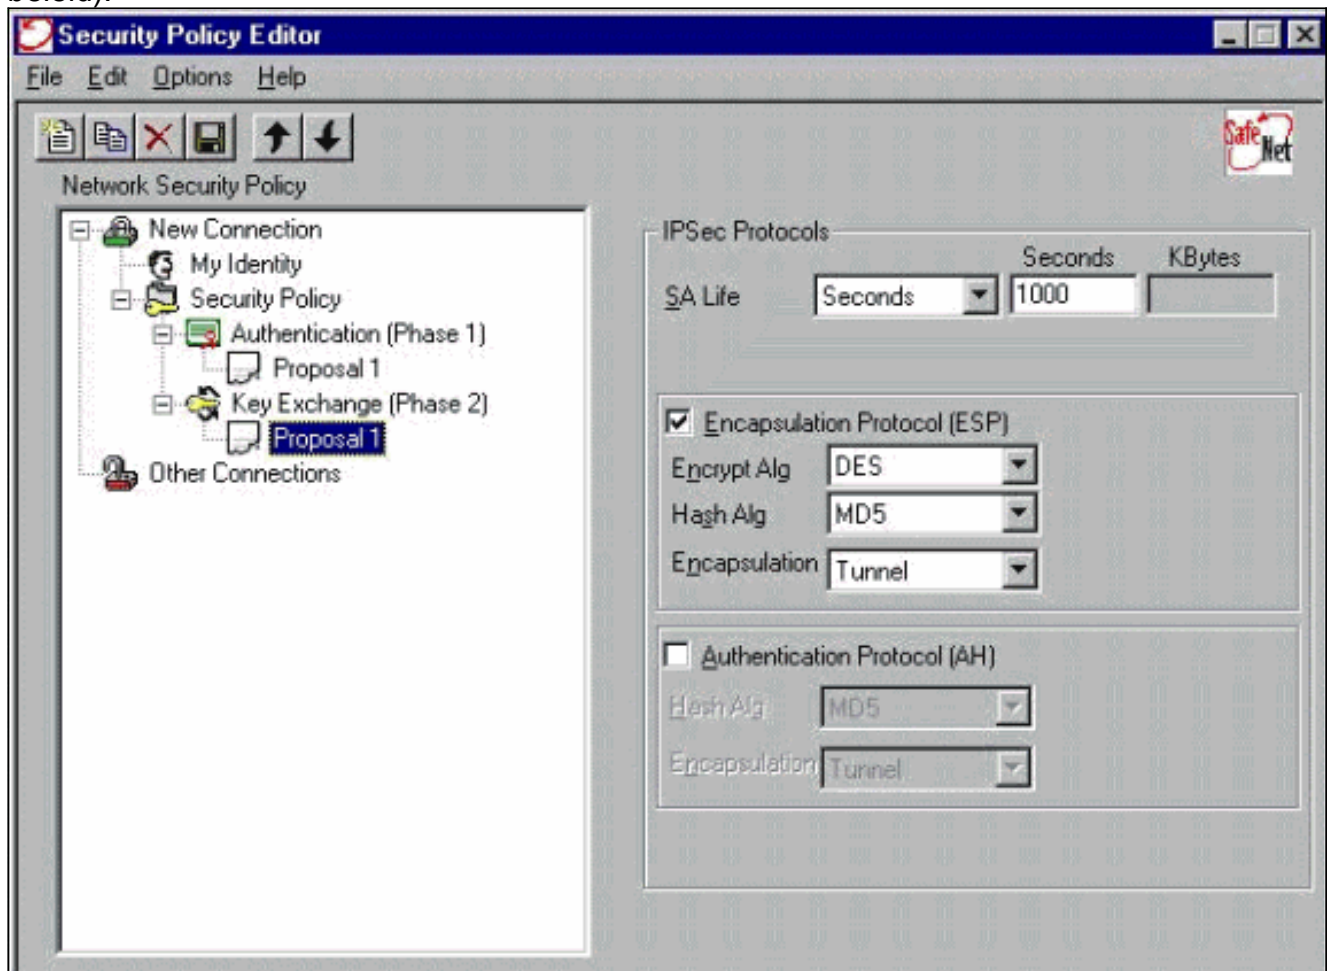 Security Policy Editor
File Edit Options Help
Safe Net
Network Security Policy
New Connection
My Identity
Security Policy
Authentication (Phase 1)
Proposal 1
Key Exchange (Phase 2)
Proposal 1
Other Connections
IPSec Protocols
Seconds KBytes
SA Life Seconds 1000
Encapsulation Protocol (ESP)
Encrypt Alg DES
Hash Alg MD5
Encapsulation Tunnel
Authentication Protocol (AH)
Hash Alg MD5
Encapsulation Tunnel